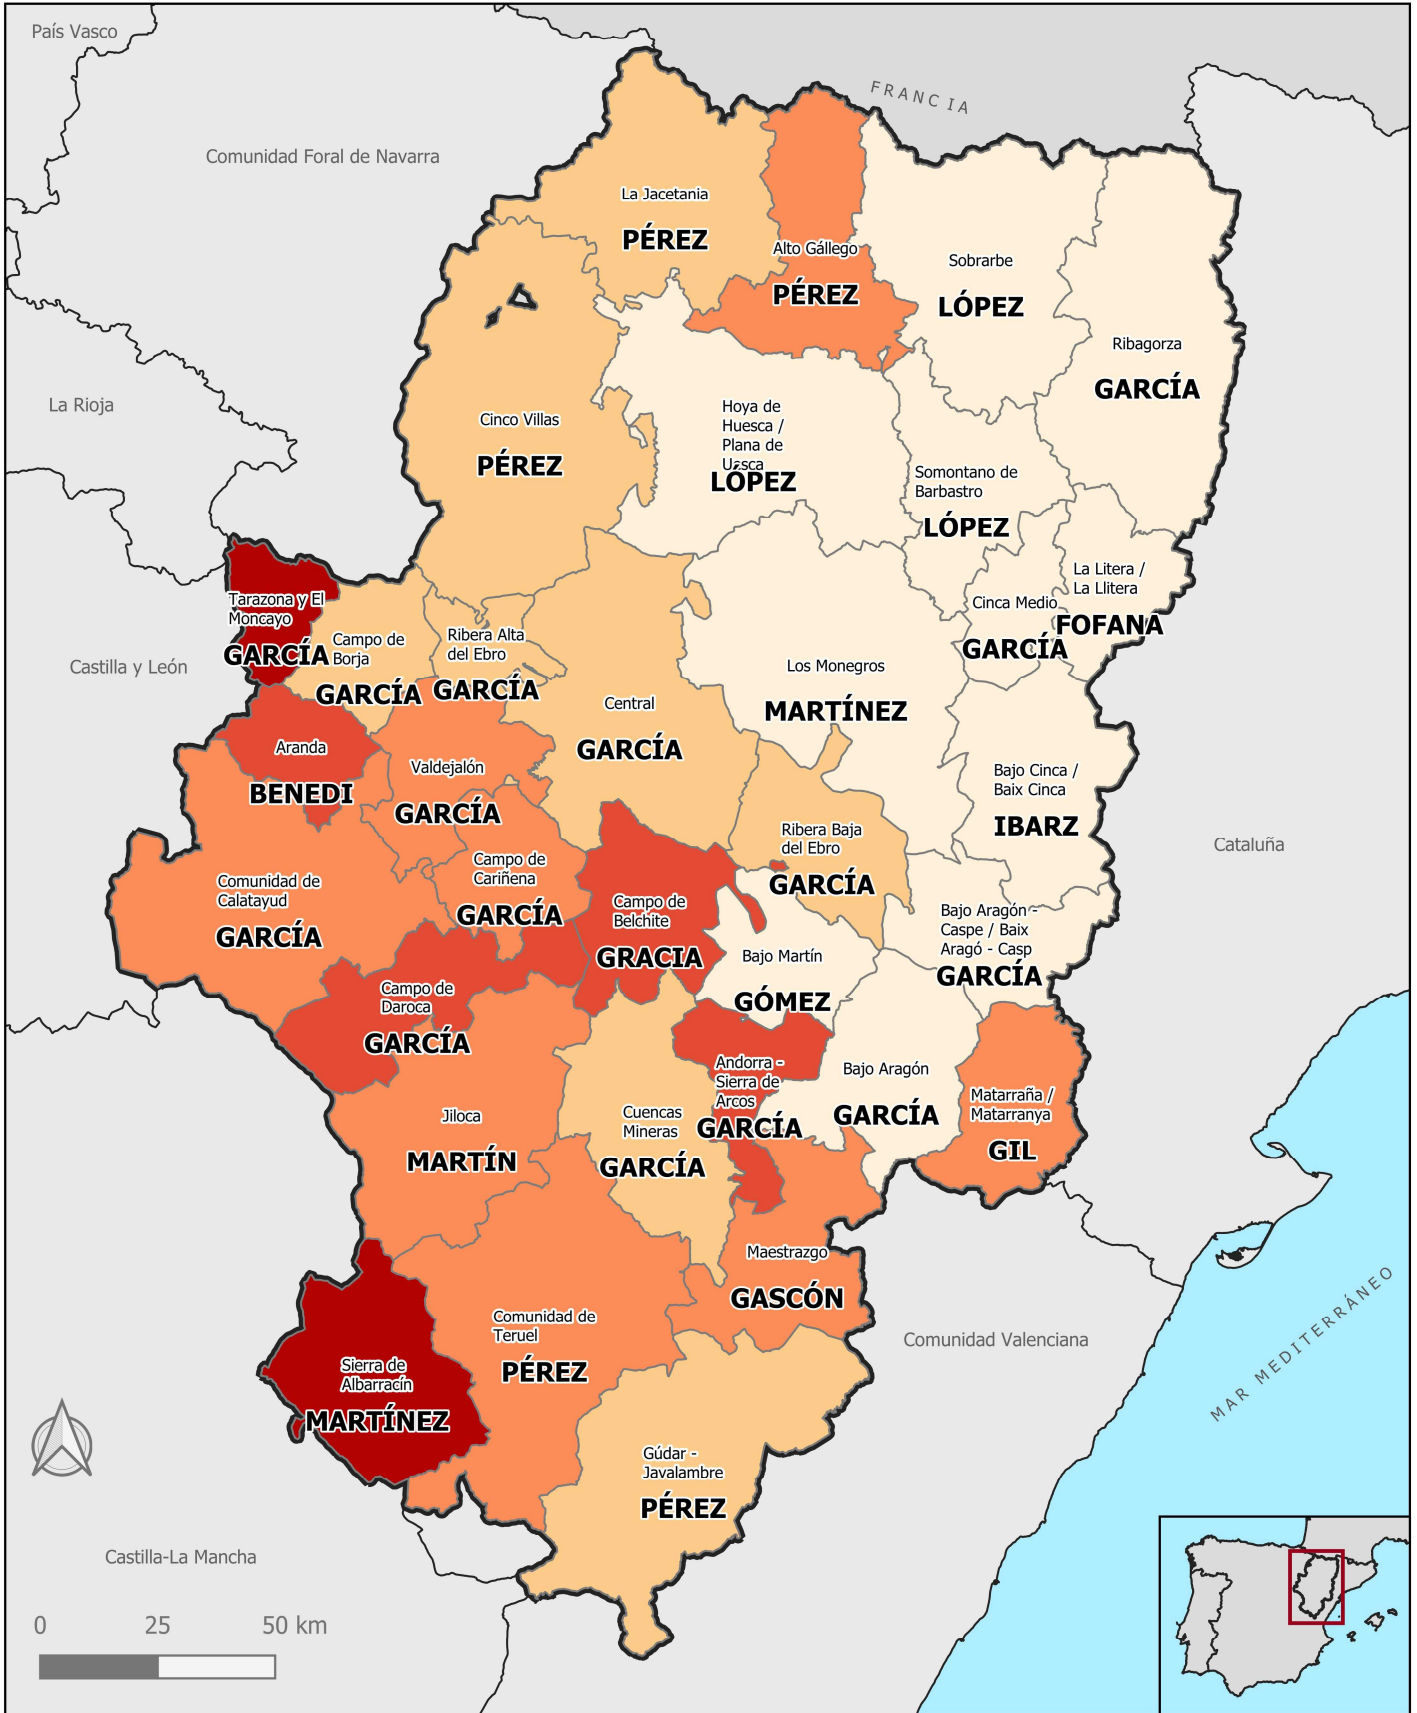 País Vasco
FRANCIA
Comunidad Foral de Navarra
La Jacetania
PÉREZ
Alto Gállego
PÉREZ
Sobrarbe
LÓPEZ
Ribagorza
GARCÍA
La Rioja
Cinco Villas
PÉREZ
Hoya de
Huesca /
Plana de
Uesca
LÓPEZ
Somontano de
Barbastro
LÓPEZ
La Litera /
La Llitera
FOFANA
Cinca Medio
GARCÍA
Tarazona y El
Moncayo
GARCÍA
Campo de
Borja
GARCÍA
Ribera Alta
del Ebro
GARCÍA
Castilla y León
Los Monegros
MARTÍNEZ
Central
GARCÍA
Aranda
BENEDI
Valdejalón
GARCÍA
Bajo Cinca /
Baix Cinca
IBARZ
Ribera Baja
del Ebro
GARCÍA
Cataluña
Campo de
Cariñena
GARCÍA
Comunidad de
Calatayud
GARCÍA
Campo de
Belchite
GRACIA
Bajo Aragón -
Caspe / Baix
Aragó - Casp
GARCÍA
Bajo Martín
GÓMEZ
Campo de
Daroca
GARCÍA
Andorra -
Sierra de
Arcos
GARCÍA
Bajo Aragón
GARCÍA
Matarraña /
Matarranya
GIL
Jiloca
MARTÍN
Cuencas
Mineras
GARCÍA
Maestrazgo
GASCÓN
Comunidad de
Teruel
PÉREZ
Comunidad Valenciana
MAR MEDITERRÁNEO
Sierra de
Albarracín
MARTÍNEZ
Gúdar -
Javalambre
PÉREZ
Castilla-La Mancha
0 25 50 km